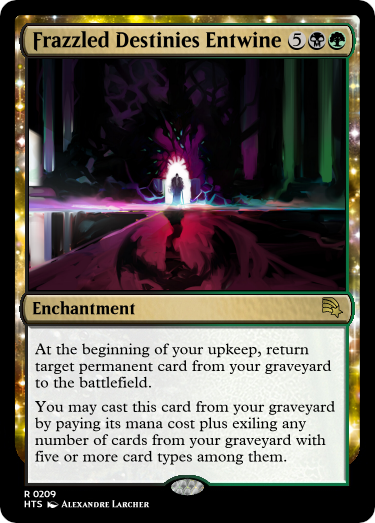 Frazzled Destinies Entwine 5
Enchantment
At the beginning of your upkeep, return
target permanent card from your graveyard
to the battlefield.
You may cast this card from your graveyard
by paying its mana cost plus exiling any
number of cards from your graveyard with
five or more card types among them.
R 0209
HTS Alexandre Larcher